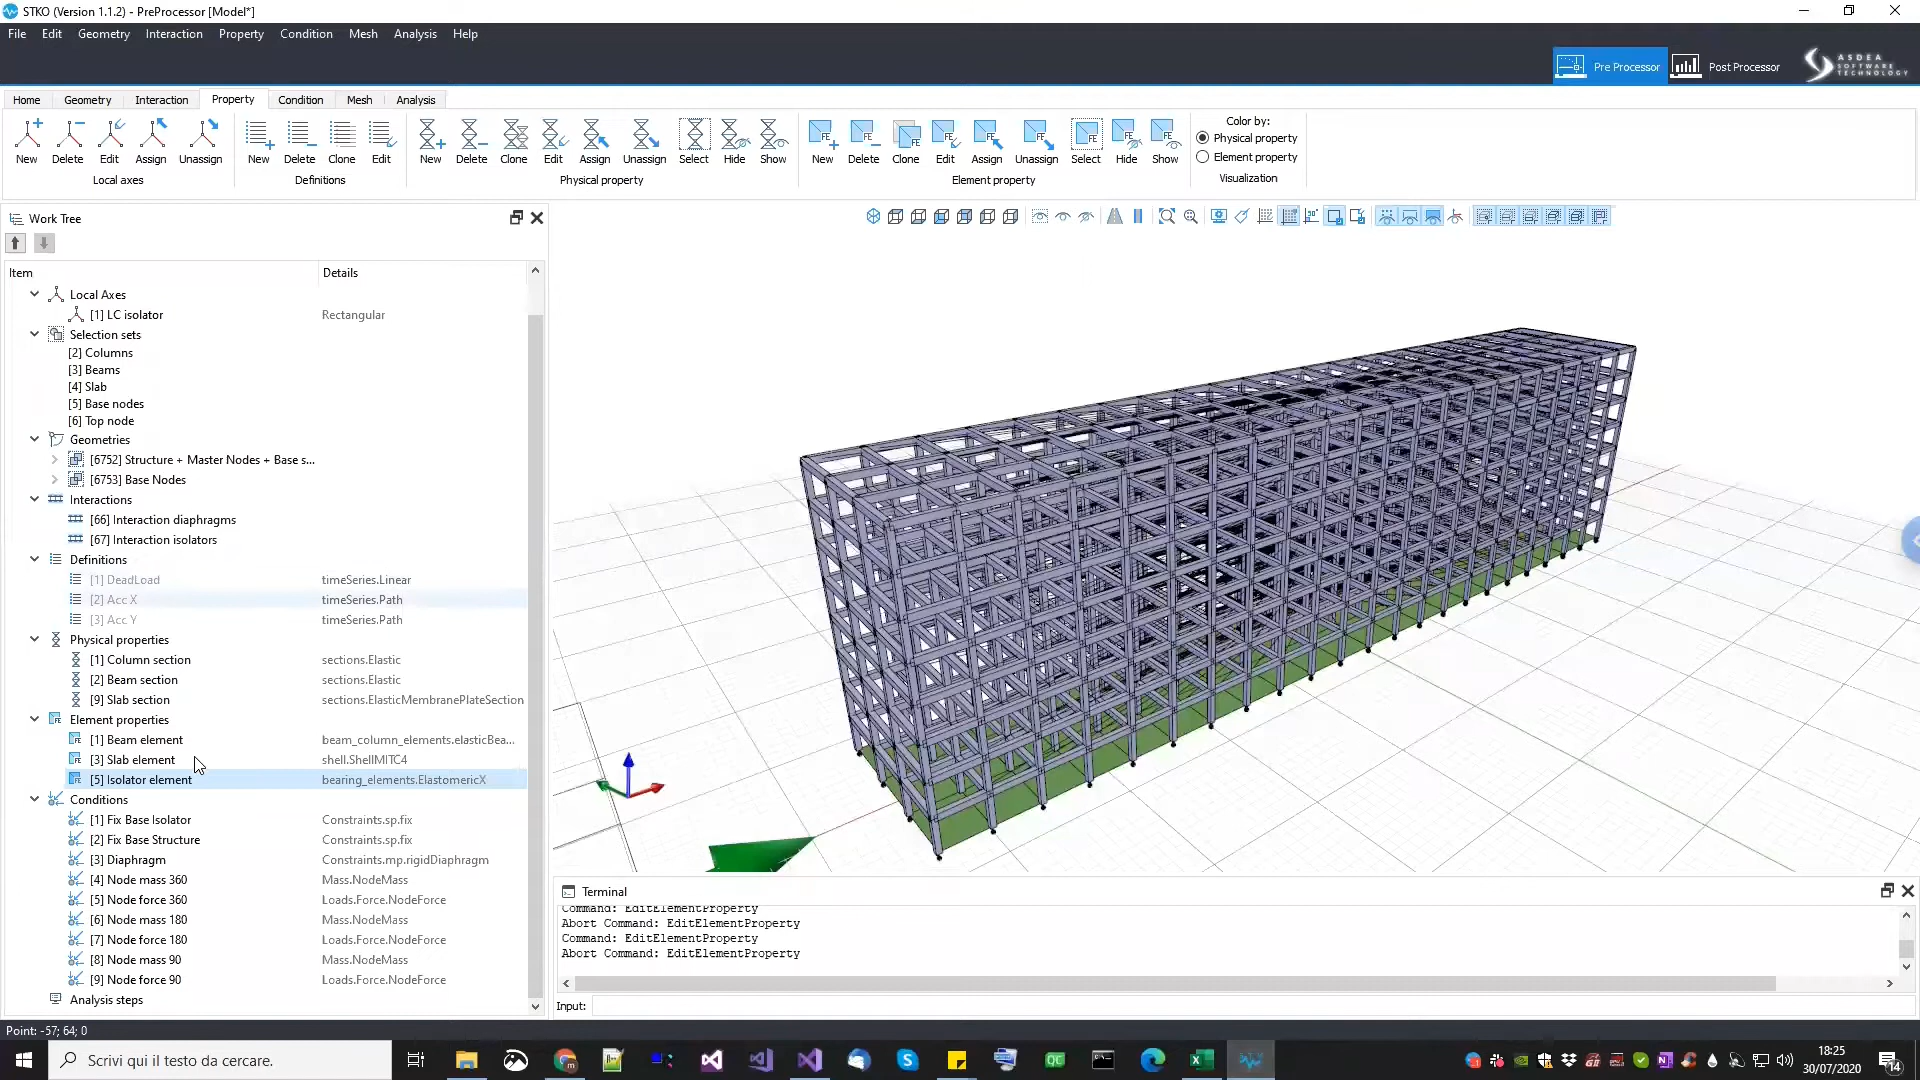 STKO (Version 1.1.2) - PreProcessor [Model*]
File Edit Geometry Interaction Property Condition Mesh Analysis Help
Pre Processor Post Processor ASDEA SOFTWARE TECHNOLOGY
Home Geometry Interaction Property Condition Mesh Analysis
Color by:
Physical property
Element property
New Delete Edit Assign Unassign New Delete Clone Edit New Delete Clone Edit Assign Unassign Select Hide Show New Delete Clone Edit Assign Unassign Select Hide Show
Local axes Definitions Physical property Element property Visualization
Work Tree
Item Details
Local Axes
[1] LC isolator Rectangular
Selection sets
[2] Columns
[3] Beams
[4] Slab
[5] Base nodes
[6] Top node
Geometries
[6752] Structure + Master Nodes + Base s...
[6753] Base Nodes
Interactions
[66] Interaction diaphragms
[67] Interaction isolators
Definitions
[1] DeadLoad timeSeries.Linear
[2] Acc X timeSeries.Path
[3] Acc Y timeSeries.Path
Physical properties
[1] Column section sections.Elastic
[2] Beam section sections.Elastic
[9] Slab section sections.ElasticMembranePlateSection
Element properties
[1] Beam element beam_column_elements.elasticBea...
[3] Slab element shell.ShellMITC4
[5] Isolator element bearing_elements.ElastomericX
Conditions
[1] Fix Base Isolator Constraints.sp.fix
[2] Fix Base Structure Constraints.sp.fix
[3] Diaphragm Constraints.mp.rigidDiaphragm
[4] Node mass 360 Mass.NodeMass
[5] Node force 360 Loads.Force.NodeForce
[6] Node mass 180 Mass.NodeMass
[7] Node force 180 Loads.Force.NodeForce
[8] Node mass 90 Mass.NodeMass
[9] Node force 90 Loads.Force.NodeForce
Analysis steps
Terminal
Command: EditElementProperty
Abort Command: EditElementProperty
Command: EditElementProperty
Abort Command: EditElementProperty
Input:
Point: -57; 64; 0
Scrivi qui il testo da cercare.
18:25
30/07/2020
14